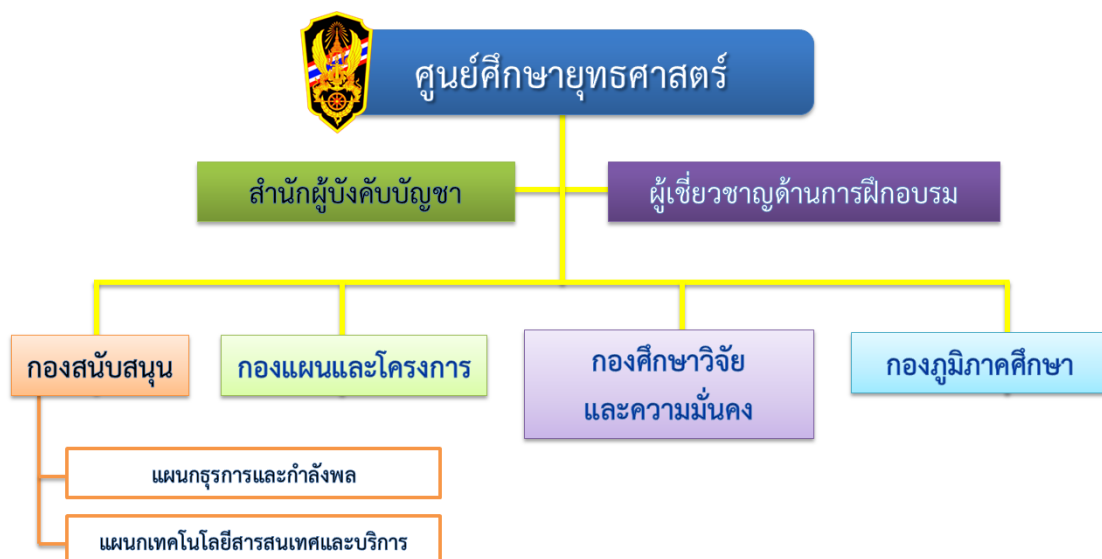 ศูนย์ศึกษายุทธศาสตร์
สำนักผู้บังคับบัญชา
ผู้เชี่ยวชาญด้านการฝึกอบรม
กองสนับสนุน
กองแผนและโครงการ
กองศึกษาวิจัย
และความมั่นคง
กองภูมิภาคศึกษา
แผนกธุรการและกำลังพล
แผนกเทคโนโลยีสารสนเทศและบริการ